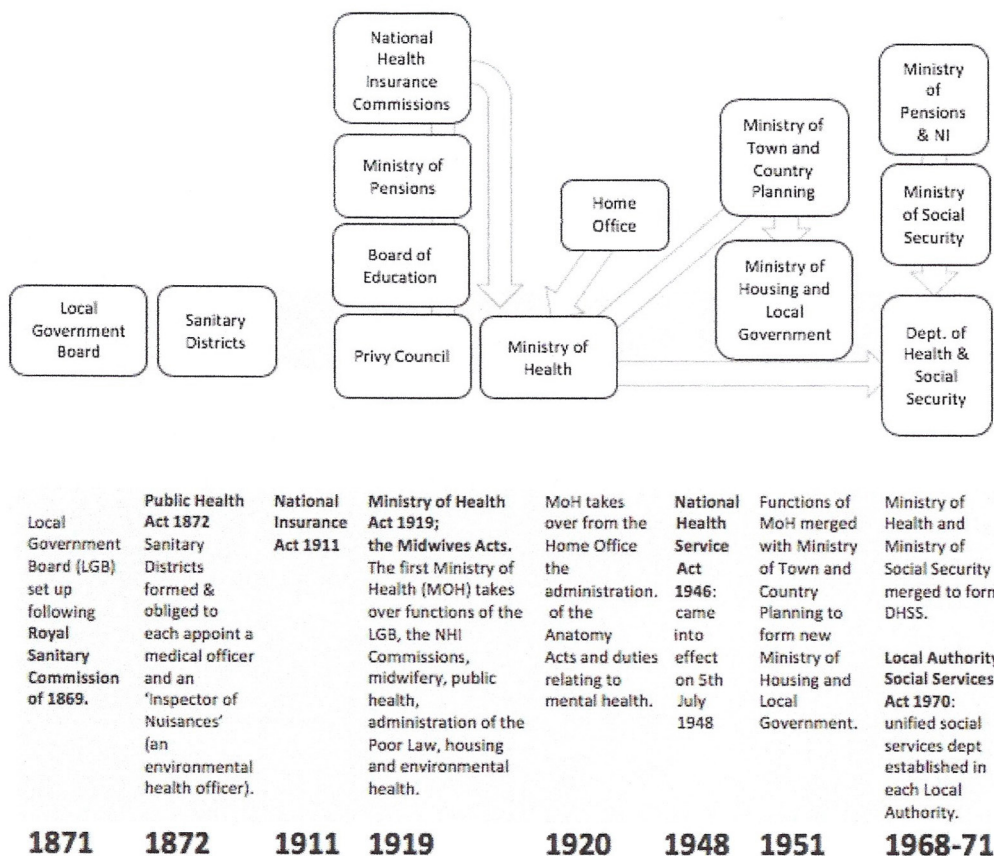 National
Health
Insurance
Commissions
Ministry of
Pensions
Board of
Education
Privy Council
Local
Government
Board
Sanitary
Districts
Home
Office
Ministry of
Health
Ministry of
Town and
Country
Planning
Ministry of
Housing and
Local
Government
Ministry
of
Pensions
& NI
Ministry
of Social
Security
Dept. of
Health &
Social
Security
Local
Government
Board (LGB)
set up
following
Royal
Sanitary
Commission
of 1869.
1871
Public Health
Act 1872
Sanitary
Districts
formed &
obliged to
each appoint a
medical officer
and an
‘Inspector of
Nuisances’
(an
environmental
health officer).
1872
National
Insurance
Act 1911
1911
Ministry of Health
Act 1919;
the Midwives Acts.
The first Ministry of
Health (MOH) takes
over functions of the
LGB, the NHI
Commissions,
midwifery, public
health,
administration of the
Poor Law, housing
and environmental
health.
1919
MoH takes
over from the
Home Office
the
administration.
of the
Anatomy
Acts and duties
relating to
mental health.
1920
National
Health
Service
Act
1946:
came
into
effect
on 5th
July
1948
1948
Functions of
MoH merged
with Ministry
of Town and
Country
Planning to
form new
Ministry of
Housing and
Local
Government.
1951
Ministry of
Health and
Ministry of
Social Security
merged to form
DHSS.
Local Authority
Social Services
Act 1970:
unified social
services dept
established in
each Local
Authority.
1968-71